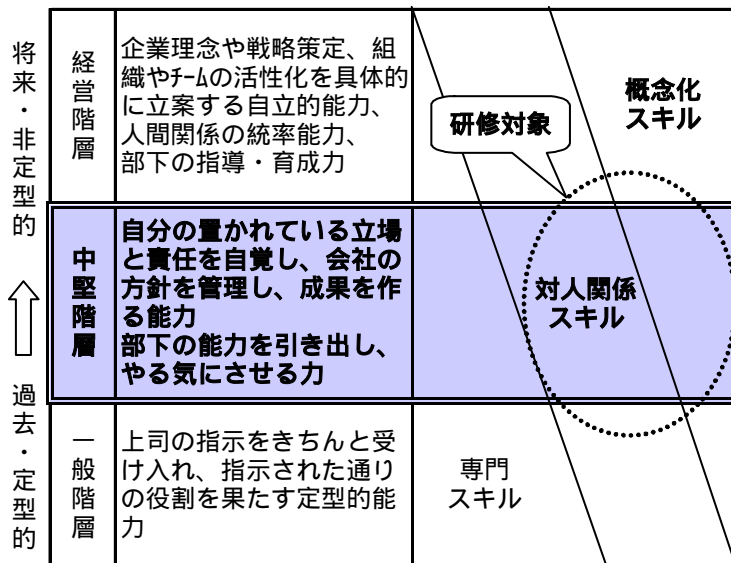 将来・非定型的
過去・定型的
経営階層
企業理念や戦略策定、組
織やﾁｰﾑの活性化を具体的
に立案する自立的能力、
人間関係の統率能力、
部下の指導・育成力
研修対象
概念化
スキル
中堅階層
自分の置かれている立場
と責任を自覚し、会社の
方針を管理し、成果を作
る能力
部下の能力を引き出し、
やる気にさせる力
対人関係
スキル
一般階層
上司の指示をきちんと受
け入れ、指示された通り
の役割を果たす定型的能
力
専門
スキル